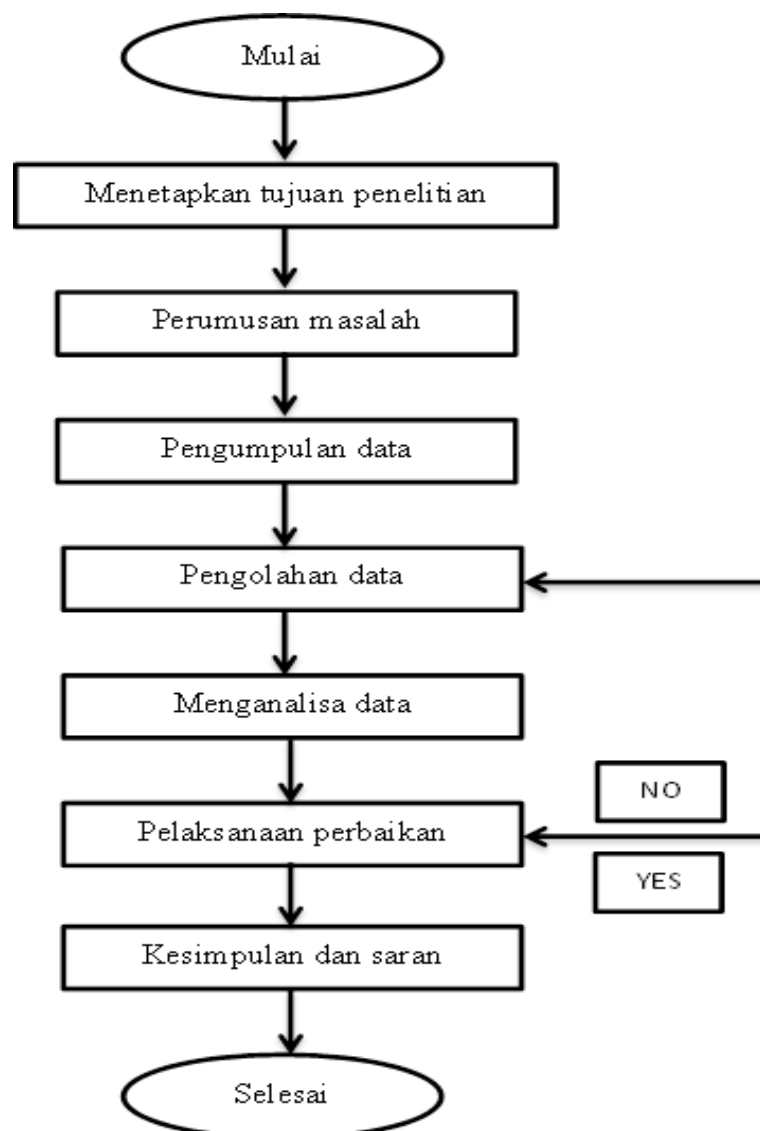 Mulai
Menetapkan tujuan penelitian
Perumusan masalah
Pengumpulan data
Pengolahan data
Menganalisa data
NO
Pelaksanaan perbaikan
YES
Kesimpulan dan saran
Selesai